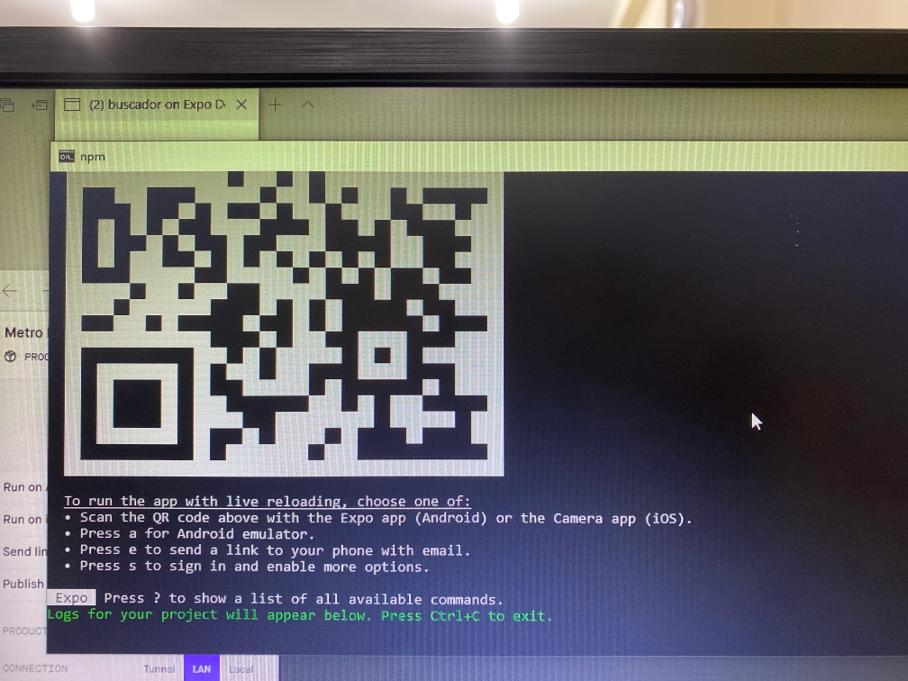 (2) buscador on Expo D
npm
Metro
PROD
To run the app with live reloading, choose one of:
• Scan the QR code above with the Expo app (Android) or the Camera app (iOS).
• Press a for Android emulator.
• Press e to send a link to your phone with email.
• Press s to sign in and enable more options.
Run on
Run on
Send lin
Publish
Expo Press ? to show a list of all available commands.
Logs for your project will appear below. Press Ctrl+C to exit.
PRODUCT
CONNECTION Tunnel LAN Local